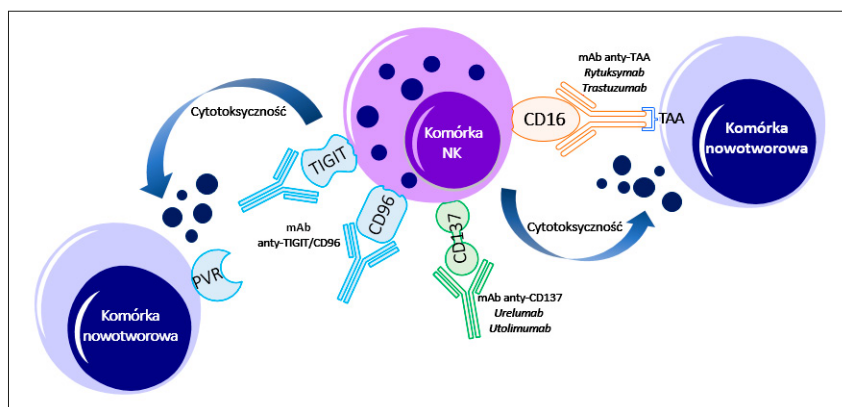 Cytotoksyczność
TIGIT
mAb
anty-TIGIT/CD96
CD96
PVR
Komórka
nowotworowa
Komórka
NK
CD16
mAb anty-TAA
Rytuksymab
Trastuzumab
TAA
Komórka
nowotworowa
Cytotoksyczność
CD137
mAb anty-CD137
Urelumab
Utolimumab